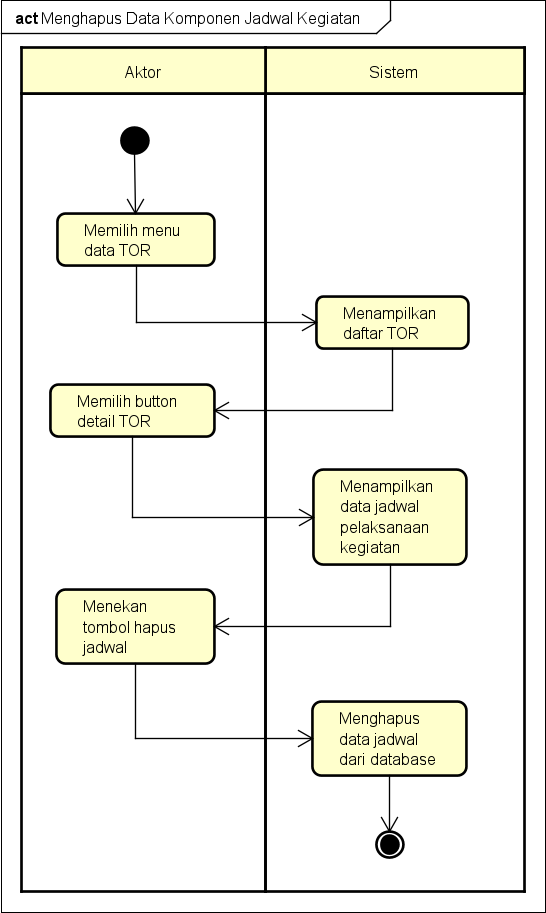 act Menghapus Data Komponen Jadwal Kegiatan
Aktor
Sistem
Memilih menu
data TOR
Menampilkan
daftar TOR
Memilih button
detail TOR
Menampilkan
data jadwal
pelaksanaan
kegiatan
Menekan
tombol hapus
jadwal
Menghapus
data jadwal
dari database